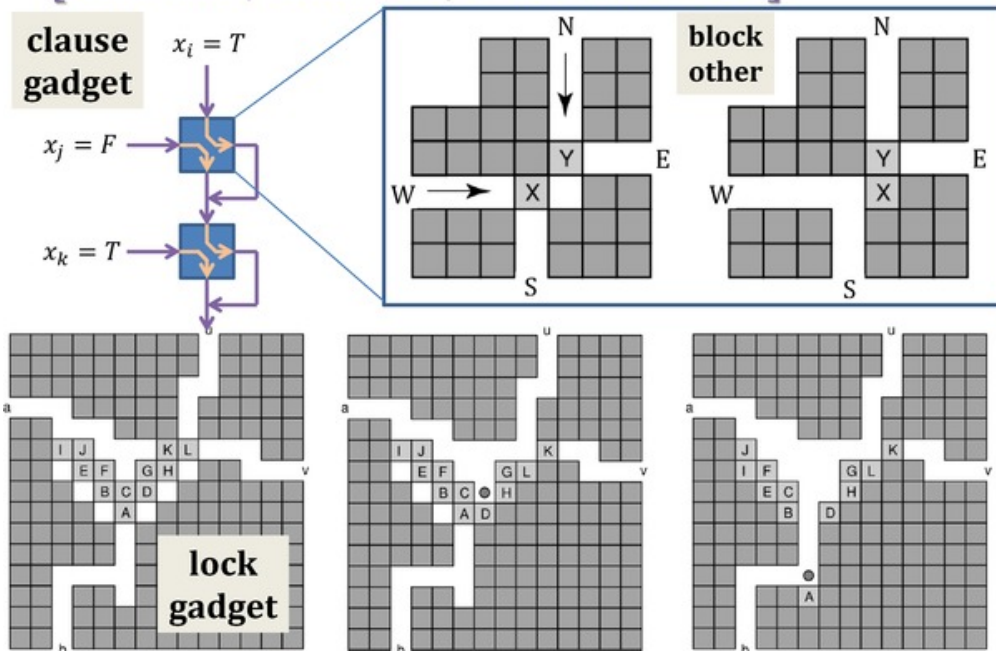 clause
gadget
x_i = T
x_j = F
x_k = T
block
other
N
Y
E
W
X
S
N
Y
E
W
X
S
u
a
I J K L
E F G H
B C D
A
v
lock
gadget
u
a
I J K
E F G L
B C H
A D
v
u
a
J K
I F G L
E C H
B D
A
v